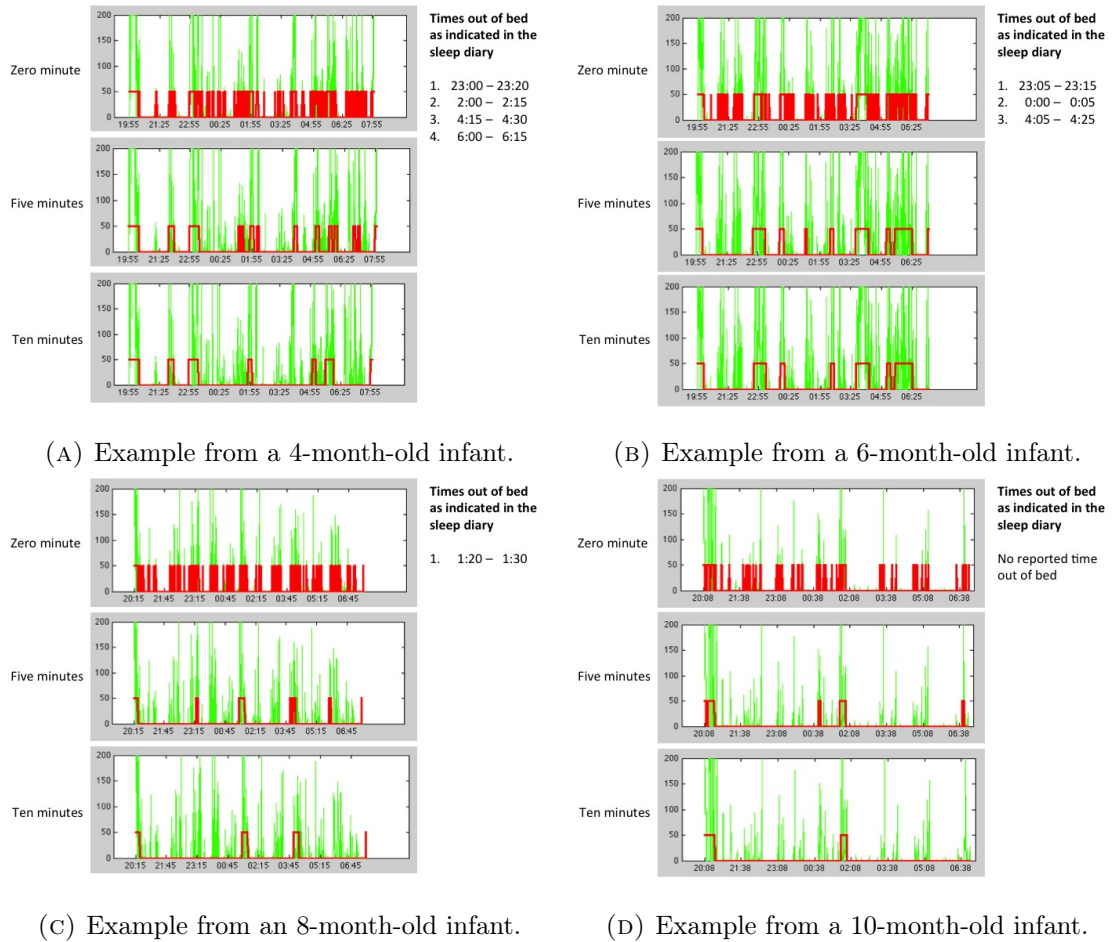 Times out of bed
as indicated in the
sleep diary
1. 23:00 – 23:20
2. 2:00 – 2:15
3. 4:15 – 4:30
4. 6:00 – 6:15
Zero minute
200
150
100
50
0
19:55 21:25 22:55 00:25 01:55 03:25 04:55 06:25 07:55
Five minutes
200
150
100
50
0
19:55 21:25 22:55 00:25 01:55 03:25 04:55 06:25 07:55
Ten minutes
200
150
100
50
0
19:55 21:25 22:55 00:25 01:55 03:25 04:55 06:25 07:55
(A) Example from a 4-month-old infant.
Times out of bed
as indicated in the
sleep diary
1. 23:05 – 23:15
2. 0:00 – 0:05
3. 4:05 – 4:25
Zero minute
200
150
100
50
0
19:55 21:25 22:55 00:25 01:55 03:25 04:55 06:25
Five minutes
200
150
100
50
0
19:55 21:25 22:55 00:25 01:55 03:25 04:55 06:25
Ten minutes
200
150
100
50
0
19:55 21:25 22:55 00:25 01:55 03:25 04:55 06:25
(B) Example from a 6-month-old infant.
Times out of bed
as indicated in the
sleep diary
1. 1:20 – 1:30
Zero minute
200
150
100
50
0
20:15 21:45 23:15 00:45 02:15 03:45 05:15 06:45
Five minutes
200
150
100
50
0
20:15 21:45 23:15 00:45 02:15 03:45 05:15 06:45
Ten minutes
200
150
100
50
0
20:15 21:45 23:15 00:45 02:15 03:45 05:15 06:45
(C) Example from an 8-month-old infant.
Times out of bed
as indicated in the
sleep diary
No reported time
out of bed
Zero minute
200
150
100
50
0
20:08 21:38 23:08 00:38 02:08 03:38 05:08 06:38
Five minutes
200
150
100
50
0
20:08 21:38 23:08 00:38 02:08 03:38 05:08 06:38
Ten minutes
200
150
100
50
0
20:08 21:38 23:08 00:38 02:08 03:38 05:08 06:38
(D) Example from a 10-month-old infant.